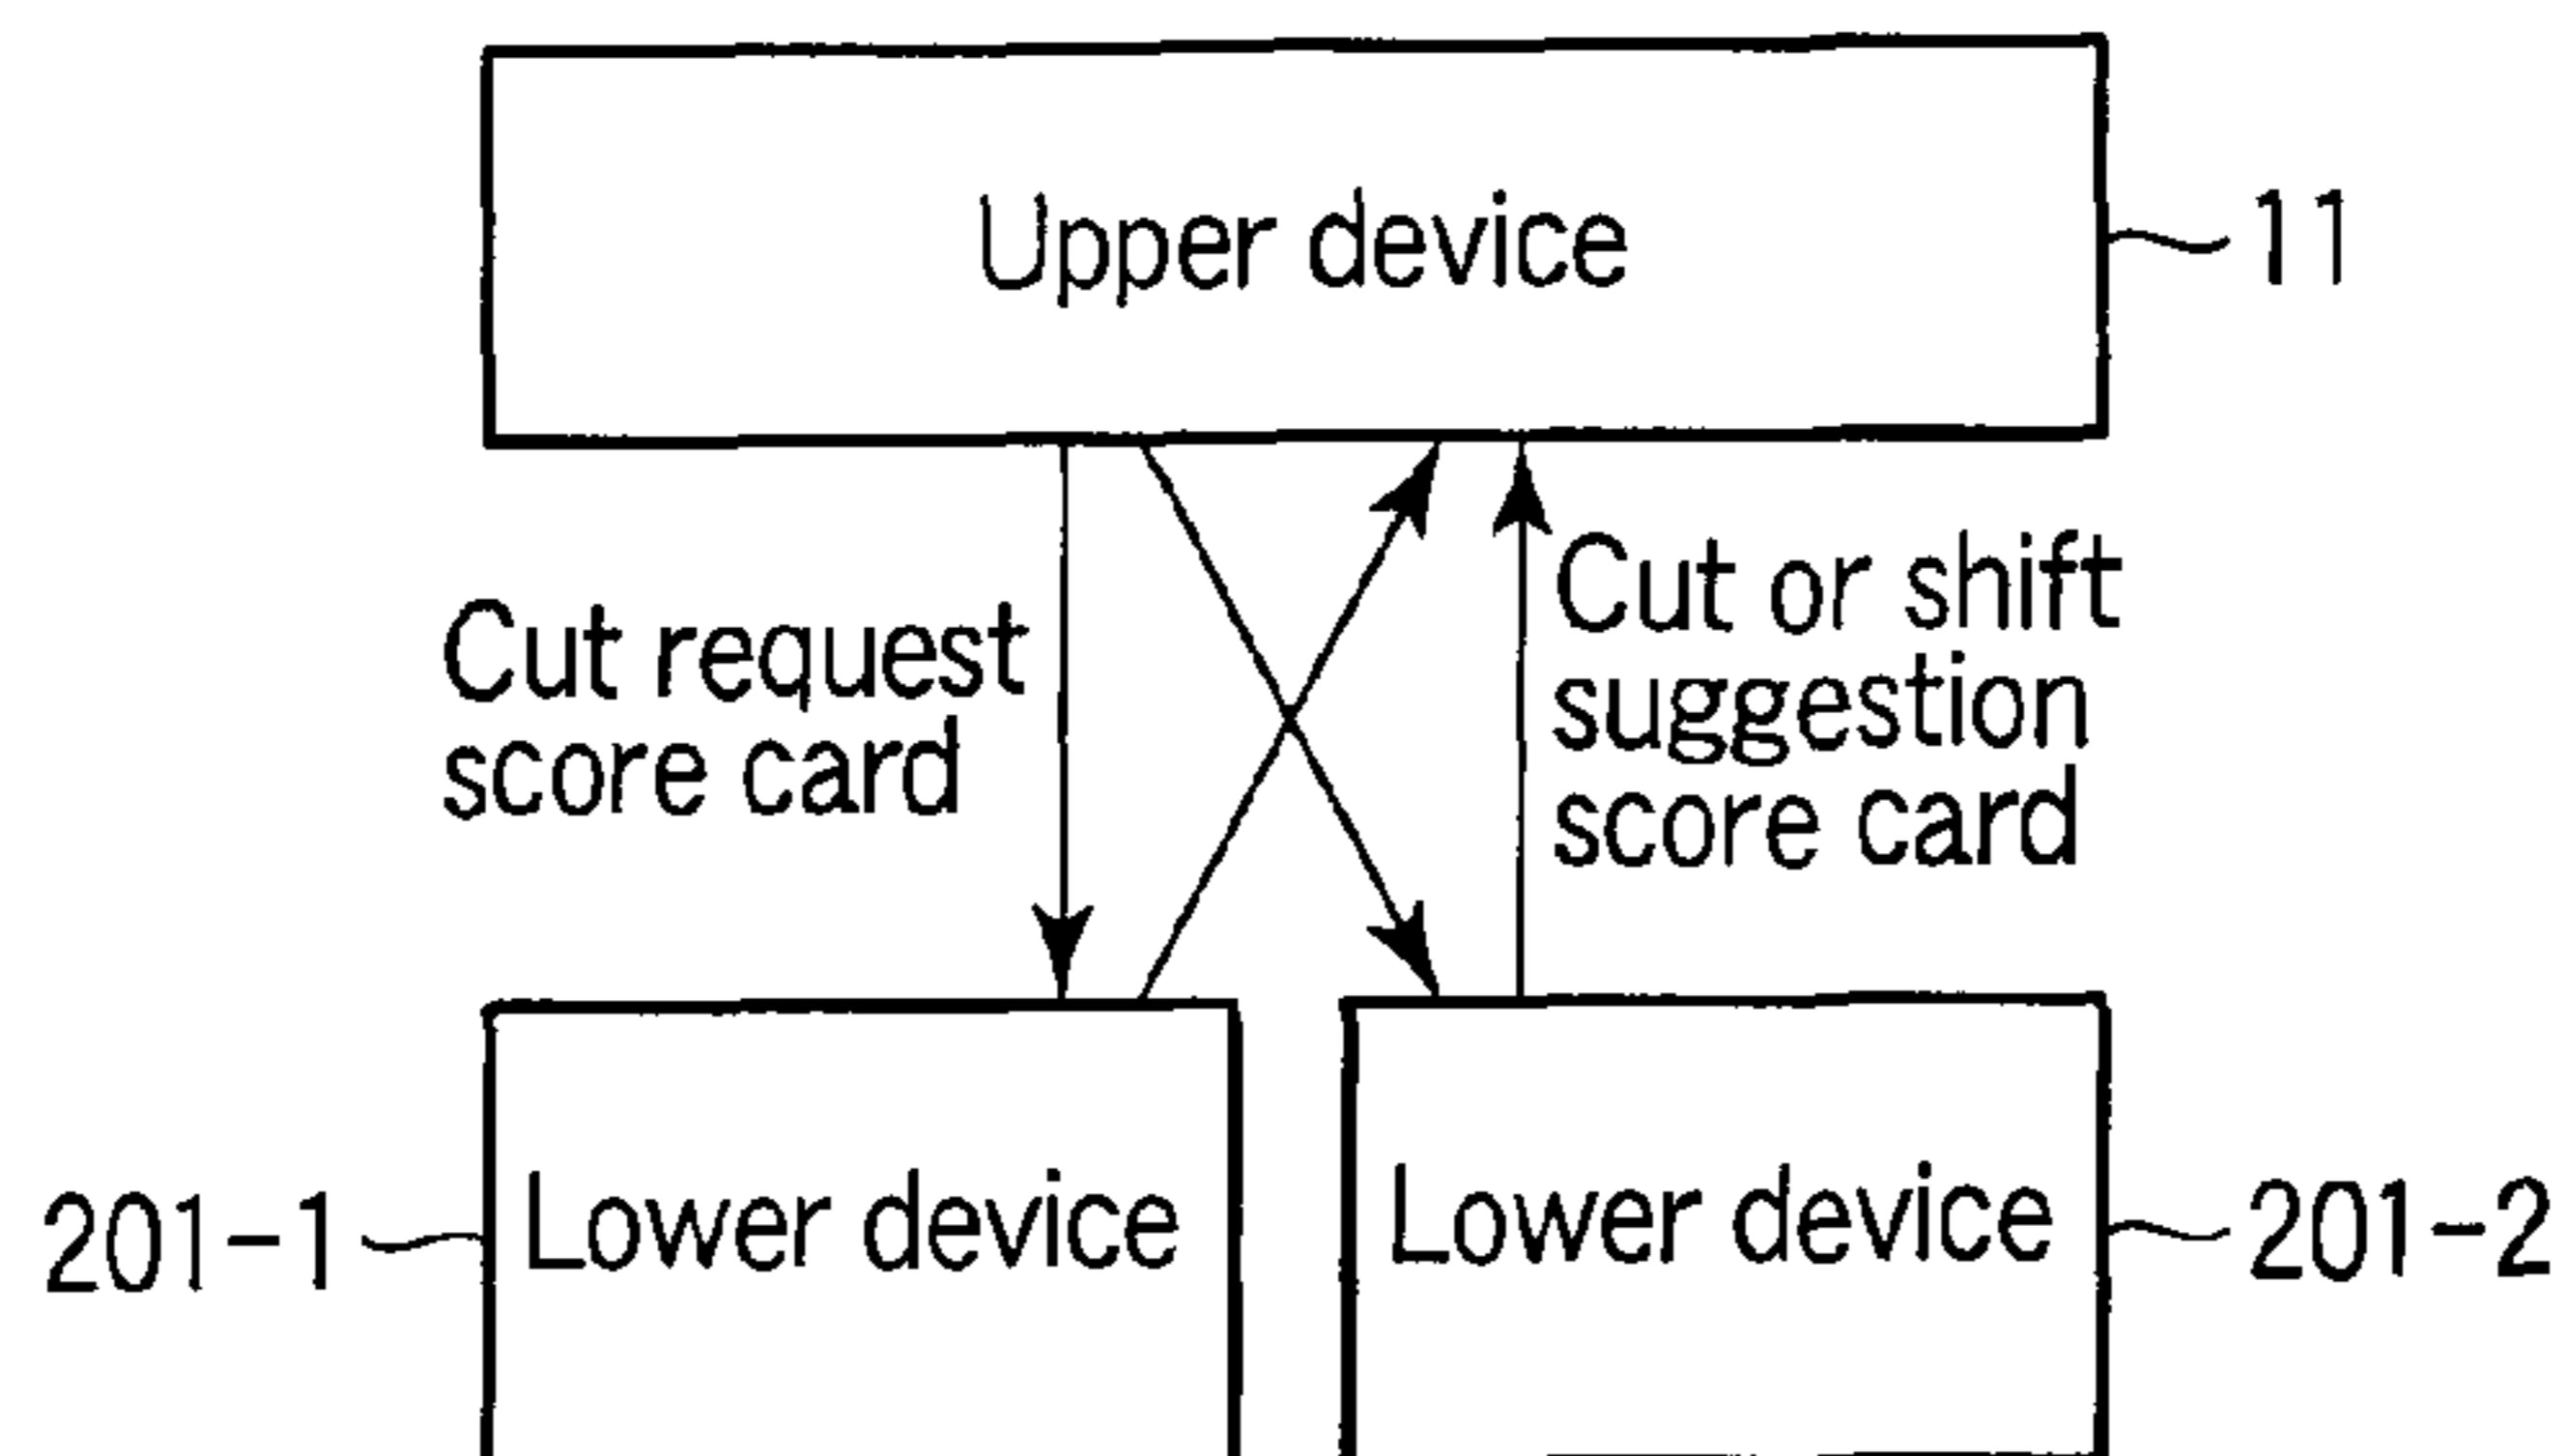 Upper device
11
Cut request
score card
Cut or shift
suggestion
score card
201-1
Lower device
Lower device
201-2